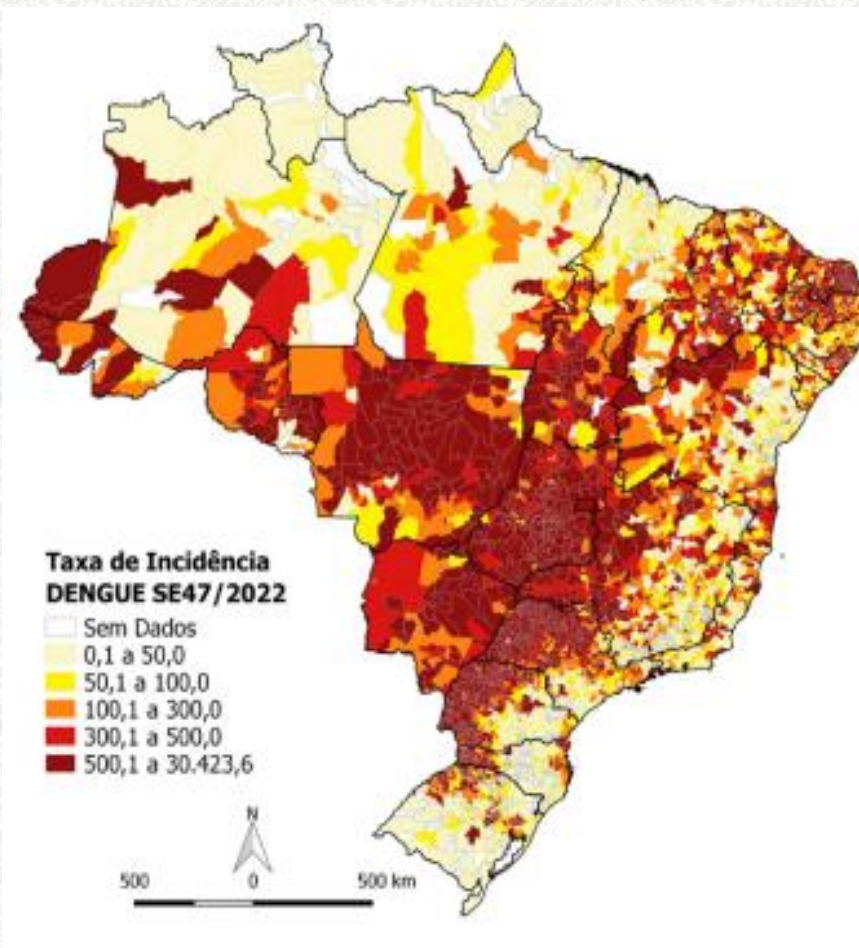 Taxa de Incidência
DENGUE SE47/2022
Sem Dados
0,1 a 50,0
50,1 a 100,0
100,1 a 300,0
300,1 a 500,0
500,1 a 30.423,6
N
500 0 500 km